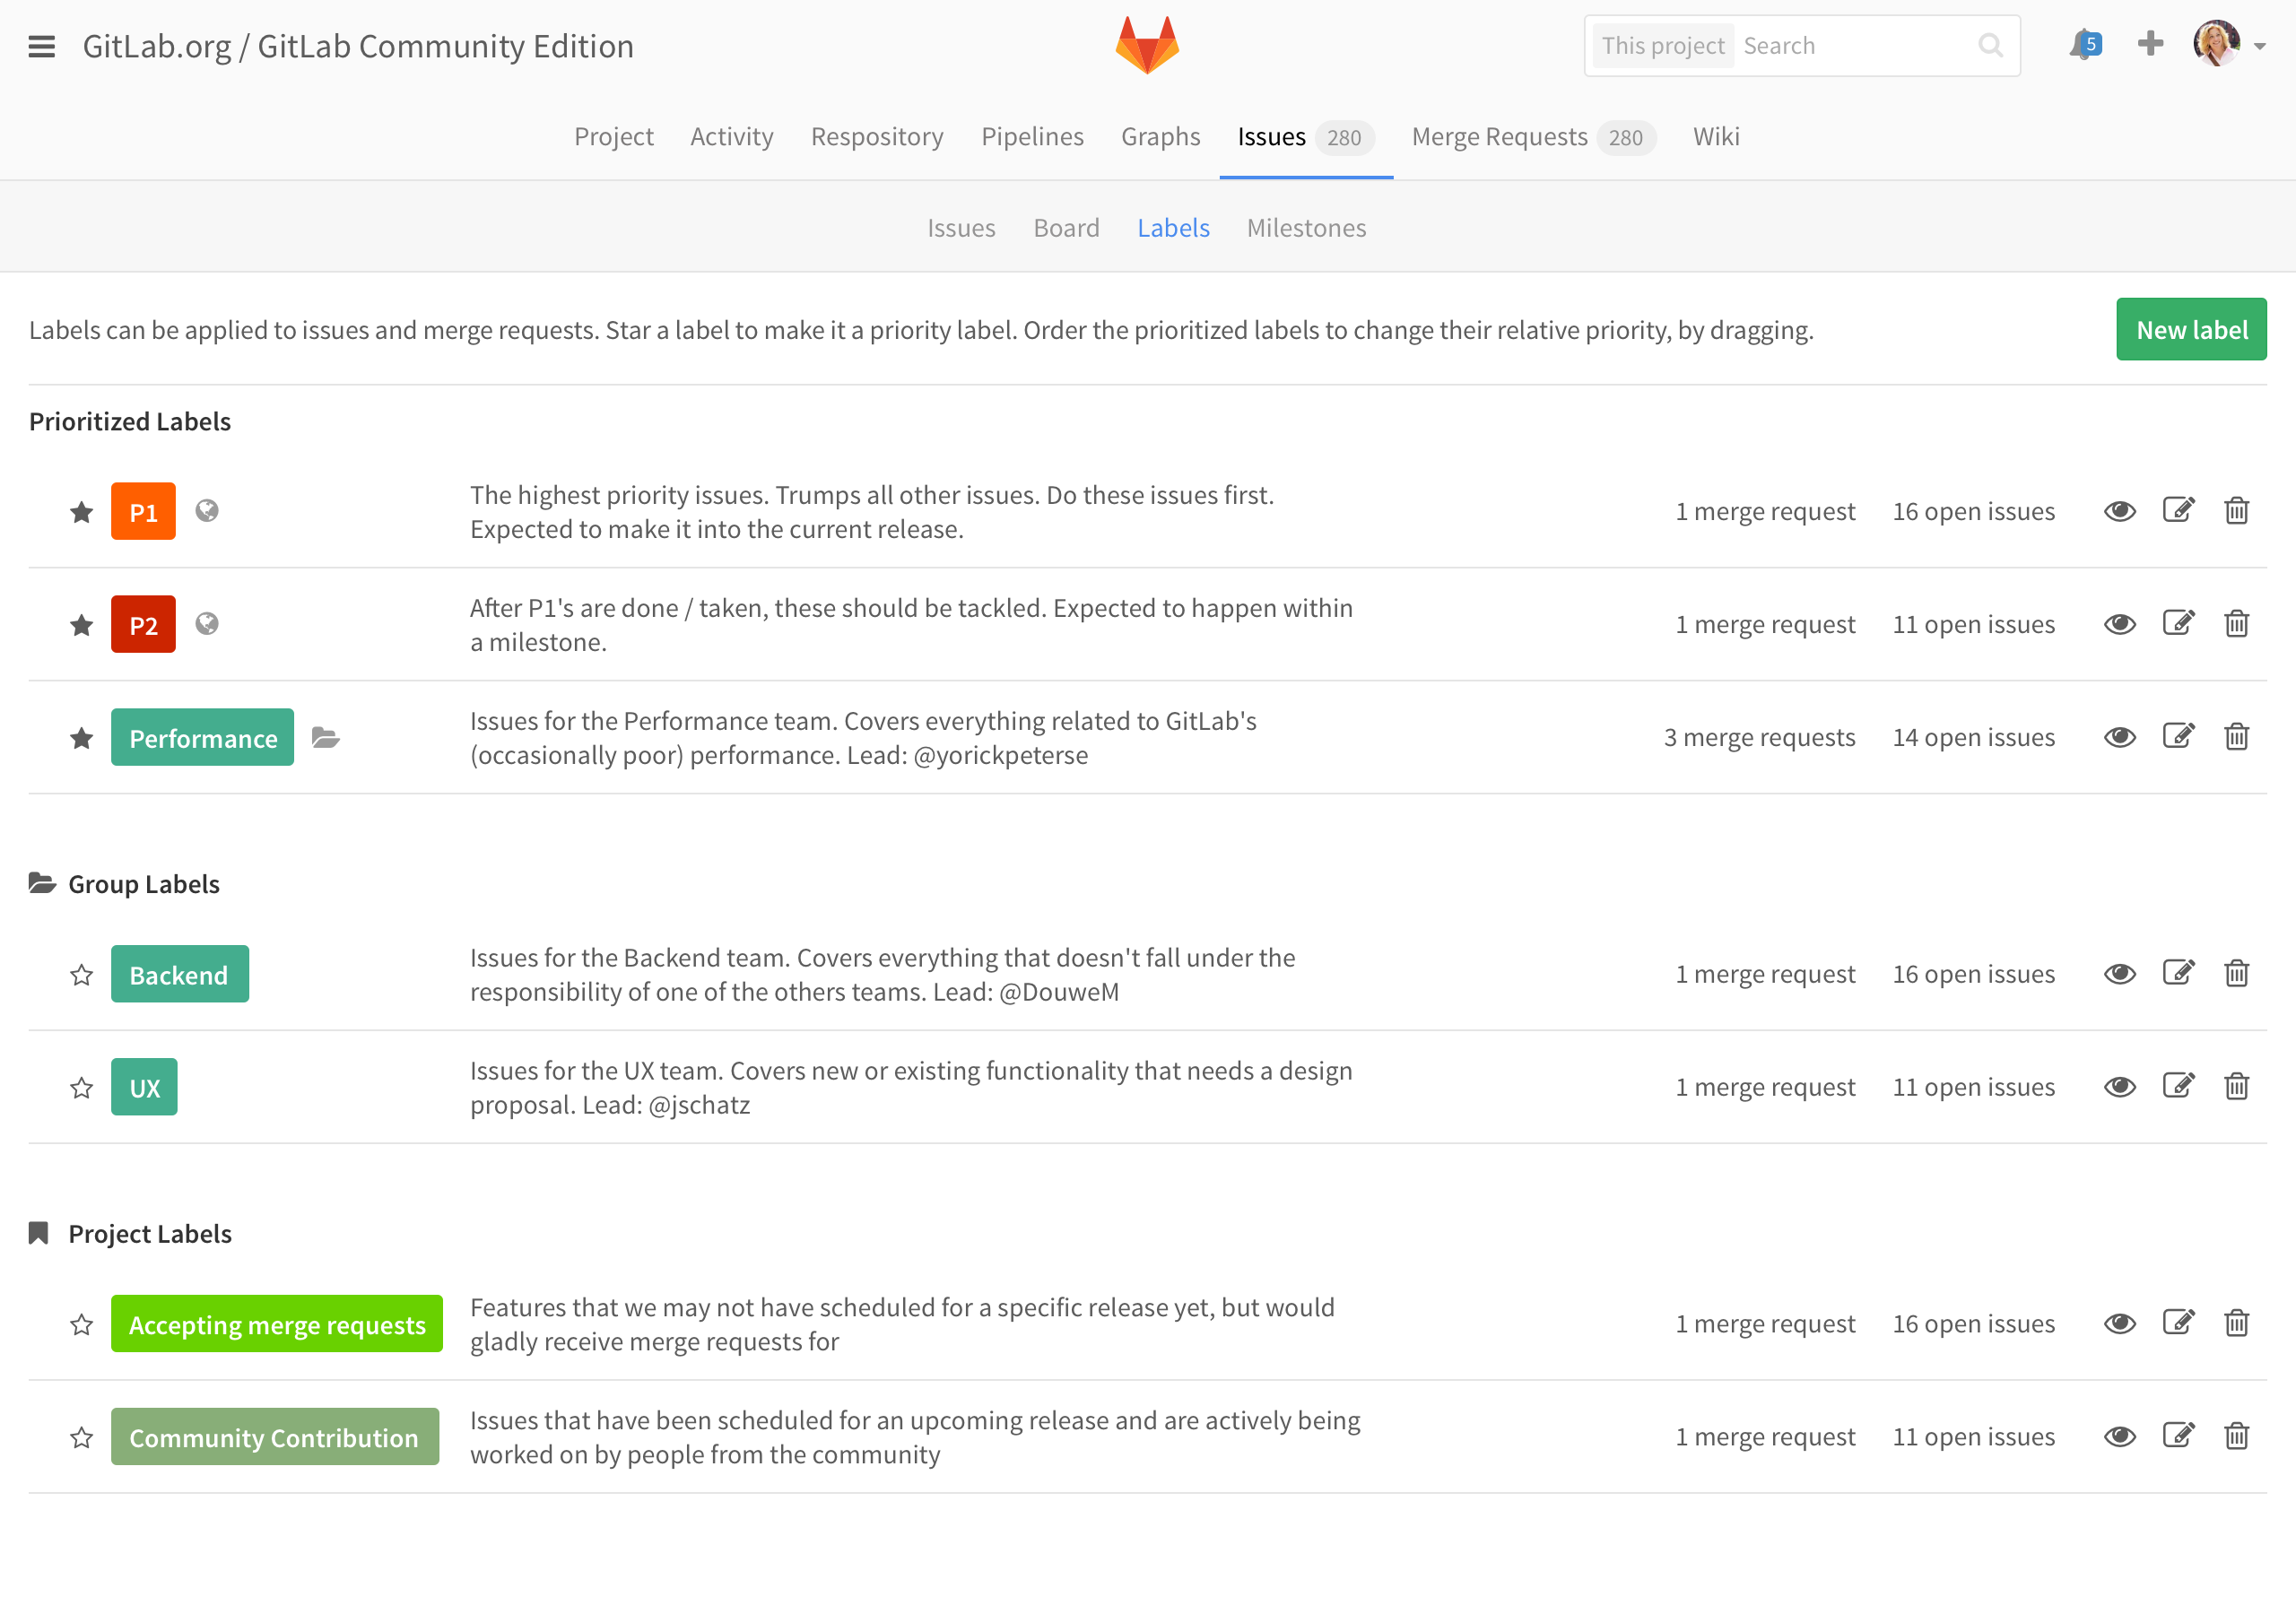 GitLab.org / GitLab Community Edition
This project Search
5
Project Activity Respository Pipelines Graphs Issues 280 Merge Requests 280 Wiki
Issues Board Labels Milestones
Labels can be applied to issues and merge requests. Star a label to make it a priority label. Order the prioritized labels to change their relative priority, by dragging.
New label
Prioritized Labels
P1
The highest priority issues. Trumps all other issues. Do these issues first.
Expected to make it into the current release.
1 merge request 16 open issues
P2
After P1's are done / taken, these should be tackled. Expected to happen within
a milestone.
1 merge request 11 open issues
Performance
Issues for the Performance team. Covers everything related to GitLab's
(occasionally poor) performance. Lead: @yorickpeterse
3 merge requests 14 open issues
Group Labels
Backend
Issues for the Backend team. Covers everything that doesn't fall under the
responsibility of one of the others teams. Lead: @DouweM
1 merge request 16 open issues
UX
Issues for the UX team. Covers new or existing functionality that needs a design
proposal. Lead: @jschatz
1 merge request 11 open issues
Project Labels
Accepting merge requests
Features that we may not have scheduled for a specific release yet, but would
gladly receive merge requests for
1 merge request 16 open issues
Community Contribution
Issues that have been scheduled for an upcoming release and are actively being
worked on by people from the community
1 merge request 11 open issues